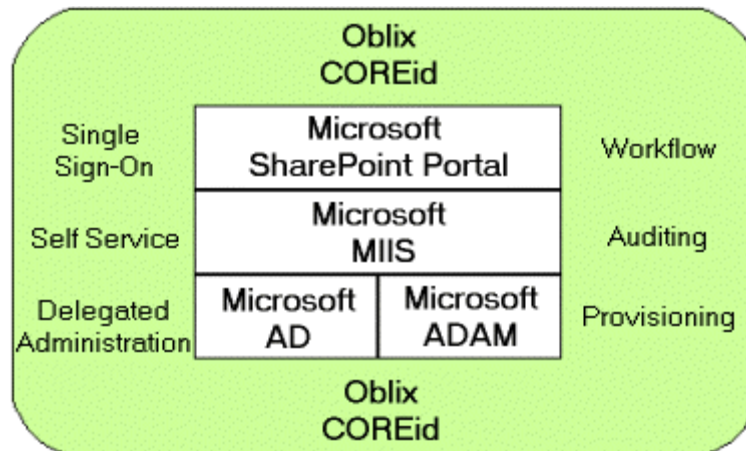 Oblix
COREid
Single
Sign-On
Microsoft
SharePoint Portal
Workflow
Self Service
Microsoft
MIIS
Auditing
Delegated
Administration
Microsoft
AD
Microsoft
ADAM
Provisioning
Oblix
COREid